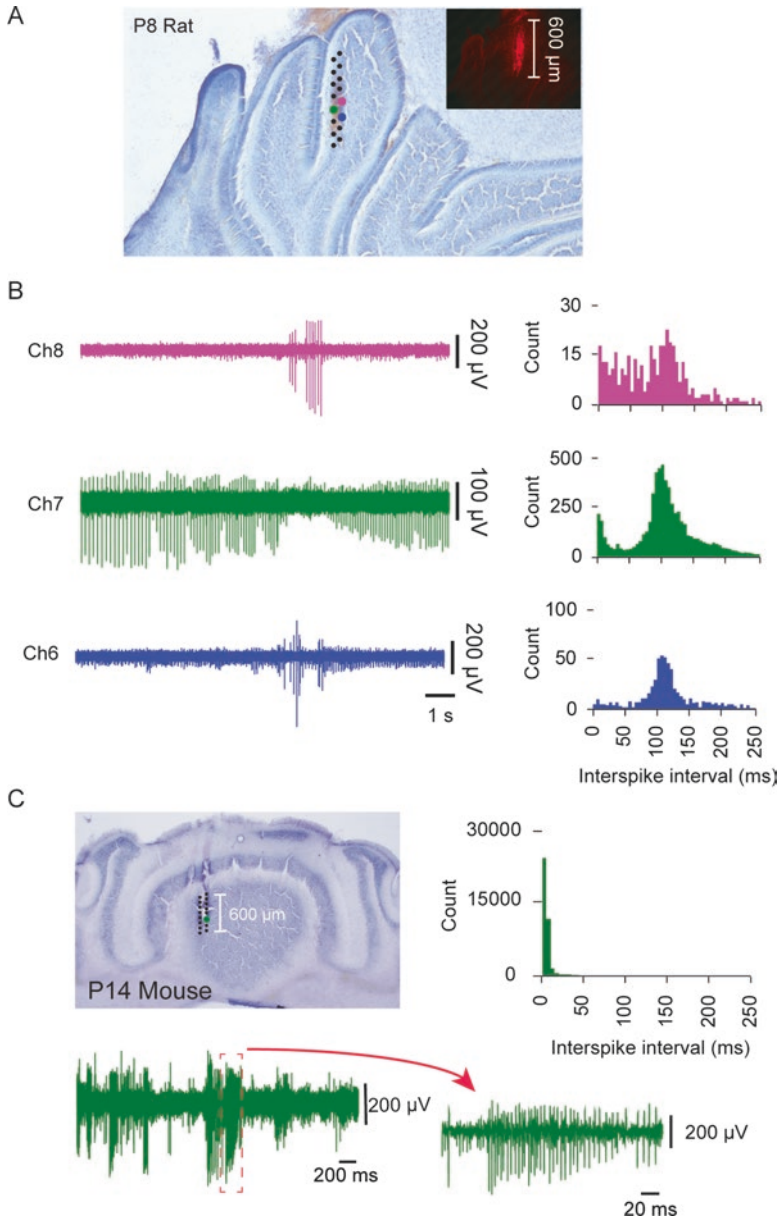 A
P8 Rat
600 µm
B
Ch8
200 µV
Count
30
15
0
Ch7
100 µV
Count
500
250
0
Ch6
200 µV
1 s
Count
100
50
0
0 50 100 150 200 250
Interspike interval (ms)
C
600 µm
P14 Mouse
Count
30000
15000
0
0 50 100 150 200 250
Interspike interval (ms)
200 µV
200 ms
200 µV
20 ms